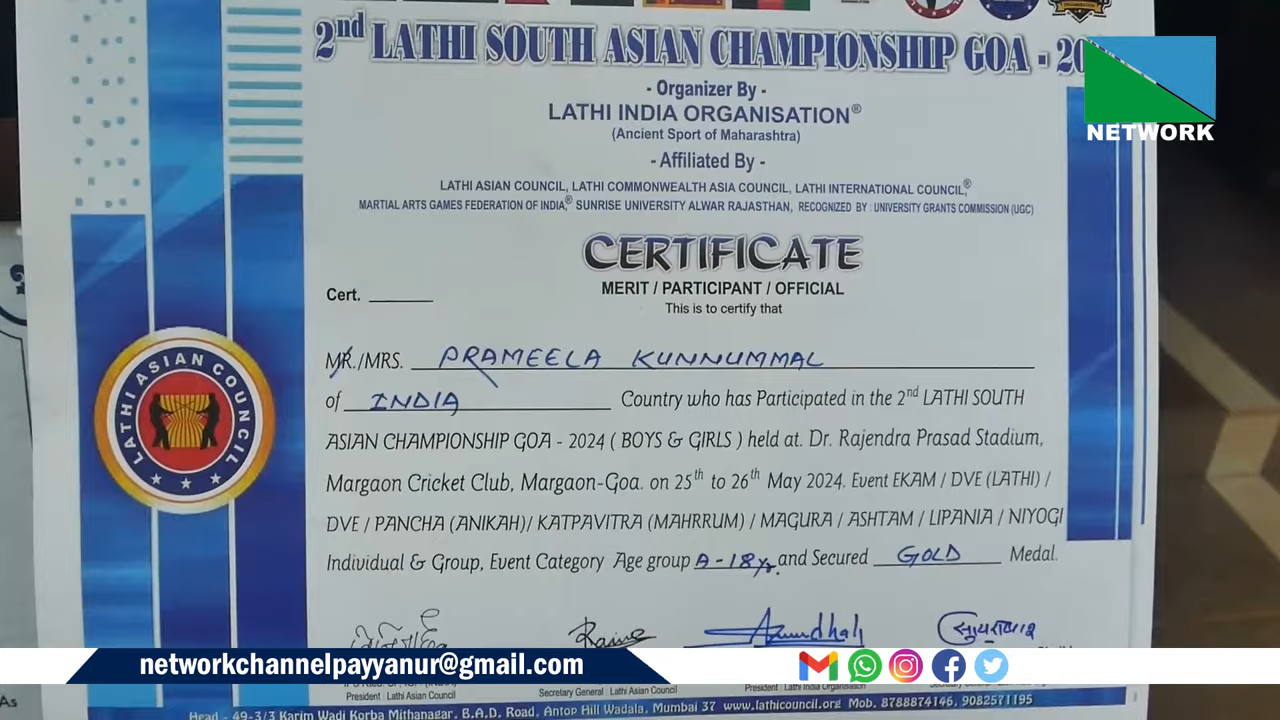 2nd LATHI SOUTH ASIAN CHAMPIONSHIP GOA - 20
NETWORK
- Organizer By -
LATHI INDIA ORGANISATION®
(Ancient Sport of Maharashtra)
- Affiliated By -
LATHI ASIAN COUNCIL, LATHI COMMONWEALTH ASIA COUNCIL, LATHI INTERNATIONAL COUNCIL,®
MARTIAL ARTS GAMES FEDERATION OF INDIA,® SUNRISE UNIVERSITY ALWAR RAJASTHAN, RECOGNIZED BY : UNIVERSITY GRANTS COMMISSION (UGC)
CERTIFICATE
Cert. ______
MERIT / PARTICIPANT / OFFICIAL
This is to certify that
MR./MRS. PRAMEELA KUNNUMMAL
of INDIA Country who has Participated in the 2nd LATHI SOUTH
ASIAN CHAMPIONSHIP GOA - 2024 ( BOYS & GIRLS ) held at. Dr. Rajendra Prasad Stadium,
Margaon Cricket Club, Margaon-Goa. on 25th to 26th May 2024. Event EKAM / DVE (LATHI) /
DVE / PANCHA (ANIKAH)/ KATPAVITRA (MAHRRUM) / MAGURA / ASHTAM / LIPANIA / NIYOGI
Individual & Group, Event Category Age group A-18yr. and Secured GOLD Medal.
LATHI ASIAN COUNCIL
networkchannelpayyanur@gmail.com
President : Lathi Asian Council
Secretary General : Lathi Asian Council
President : Lathi India Organisation
Head - 49-3/3 Karim Wadi Korba Mithanagar, B.A.D. Road, Antop Hill Wadala, Mumbai 37 www.lathicouncil.org Mob. 8788874146, 9082571195
As